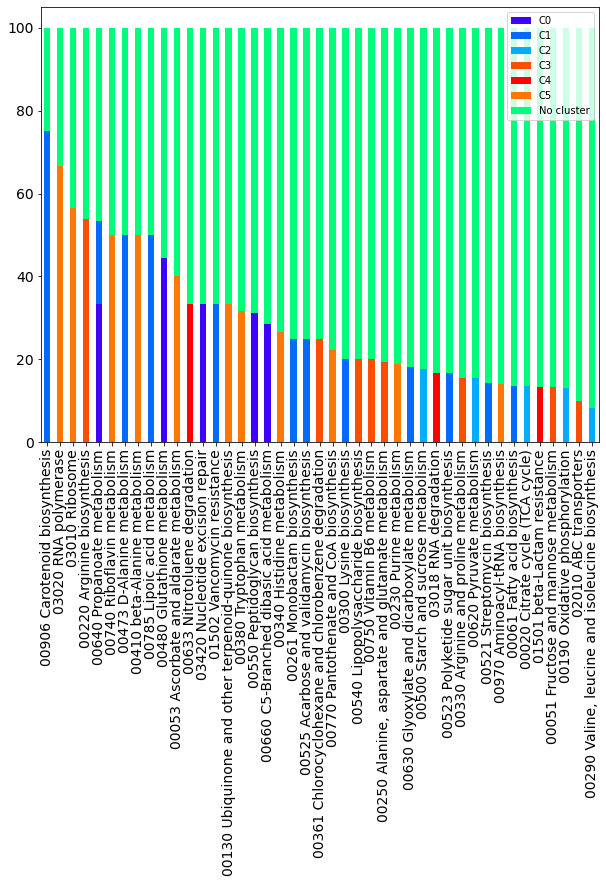 100
80
60
40
20
0
C0
C1
C2
C3
C4
C5
No cluster
00906 Carotenoid biosynthesis
03020 RNA polymerase
03010 Ribosome
00220 Arginine biosynthesis
00640 Propanoate metabolism
00740 Riboflavin metabolism
00473 D-Alanine metabolism
00410 beta-Alanine metabolism
00785 Lipoic acid metabolism
00480 Glutathione metabolism
00053 Ascorbate and aldarate metabolism
00633 Nitrotoluene degradation
03420 Nucleotide excision repair
01502 Vancomycin resistance
00130 Ubiquinone and other terpenoid-quinone biosynthesis
00380 Tryptophan metabolism
00550 Peptidoglycan biosynthesis
00660 C5-Branched dibasic acid metabolism
00340 Histidine metabolism
00261 Monobactam biosynthesis
00525 Acarbose and validamycin biosynthesis
00361 Chlorocyclohexane and chlorobenzene degradation
00770 Pantothenate and CoA biosynthesis
00300 Lysine biosynthesis
00540 Lipopolysaccharide biosynthesis
00750 Vitamin B6 metabolism
00250 Alanine, aspartate and glutamate metabolism
00230 Purine metabolism
00630 Glyoxylate and dicarboxylate metabolism
00500 Starch and sucrose metabolism
03018 RNA degradation
00523 Polyketide sugar unit biosynthesis
00330 Arginine and proline metabolism
00620 Pyruvate metabolism
00521 Streptomycin biosynthesis
00970 Aminoacyl-tRNA biosynthesis
00061 Fatty acid biosynthesis
00020 Citrate cycle (TCA cycle)
01501 beta-Lactam resistance
00051 Fructose and mannose metabolism
00190 Oxidative phosphorylation
02010 ABC transporters
00290 Valine, leucine and isoleucine biosynthesis